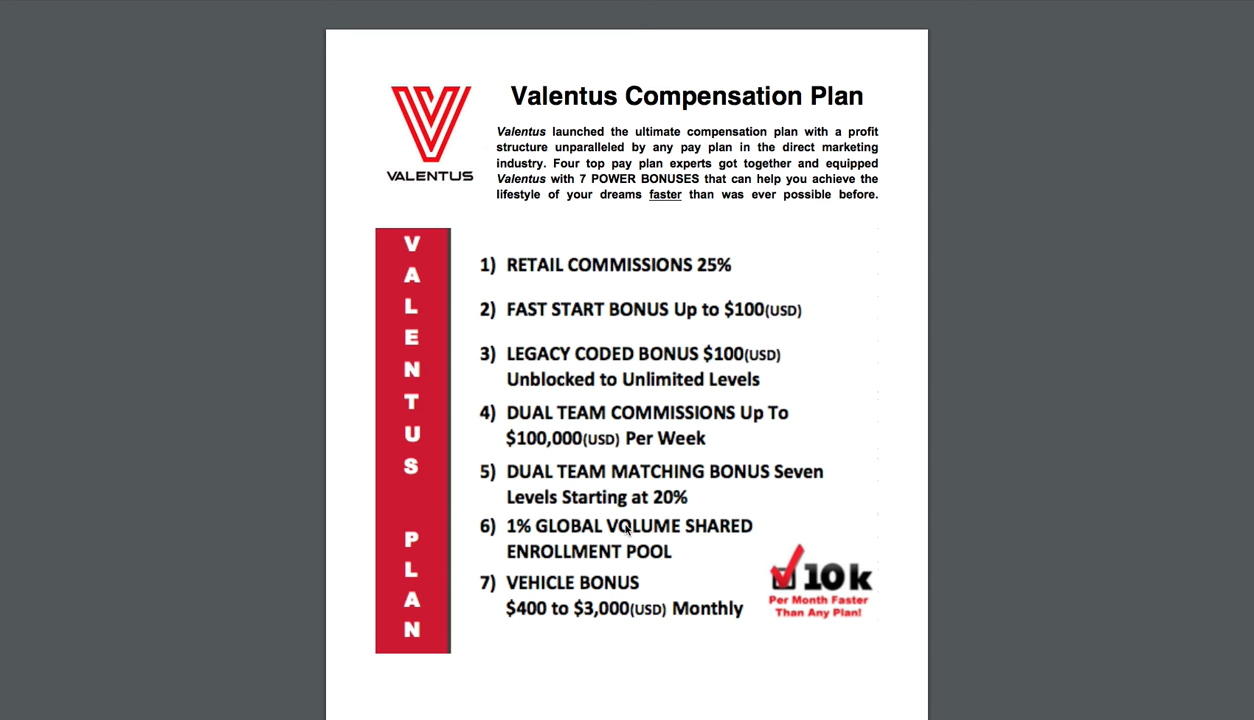 Valentus Compensation Plan
Valentus launched the ultimate compensation plan with a profit
structure unparalleled by any pay plan in the direct marketing
industry. Four top pay plan experts got together and equipped
Valentus with 7 POWER BONUSES that can help you achieve the
lifestyle of your dreams faster than was ever possible before.
VALENTUS
VALENTUS PLAN
1) RETAIL COMMISSIONS 25%
2) FAST START BONUS Up to $100(USD)
3) LEGACY CODED BONUS $100(USD)
Unblocked to Unlimited Levels
4) DUAL TEAM COMMISSIONS Up To
$100,000(USD) Per Week
5) DUAL TEAM MATCHING BONUS Seven
Levels Starting at 20%
6) 1% GLOBAL VOLUME SHARED
ENROLLMENT POOL
7) VEHICLE BONUS
$400 to $3,000(USD) Monthly
10k
Per Month Faster
Than Any Plan!